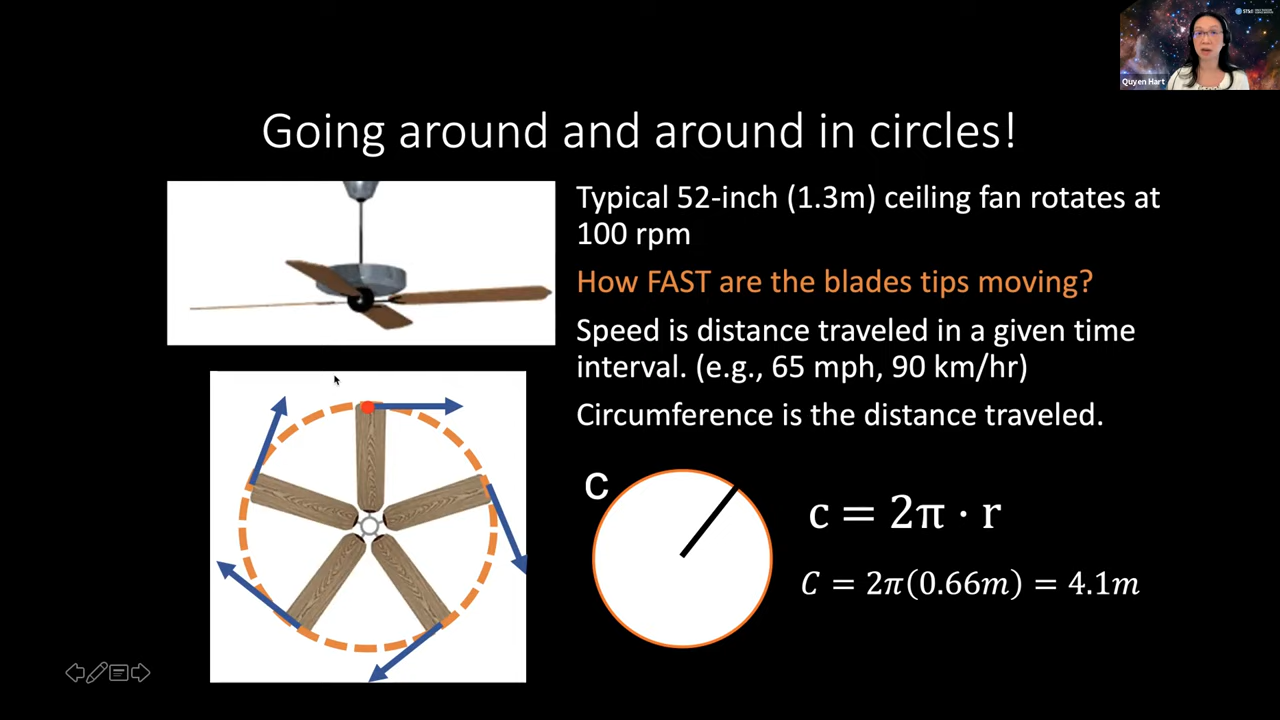 Quyen Hart
Going around and around in circles!
Typical 52-inch (1.3m) ceiling fan rotates at
100 rpm
How FAST are the blades tips moving?
Speed is distance traveled in a given time
interval. (e.g., 65 mph, 90 km/hr)
Circumference is the distance traveled.
C
c = 2π · r
C = 2π(0.66m) = 4.1m